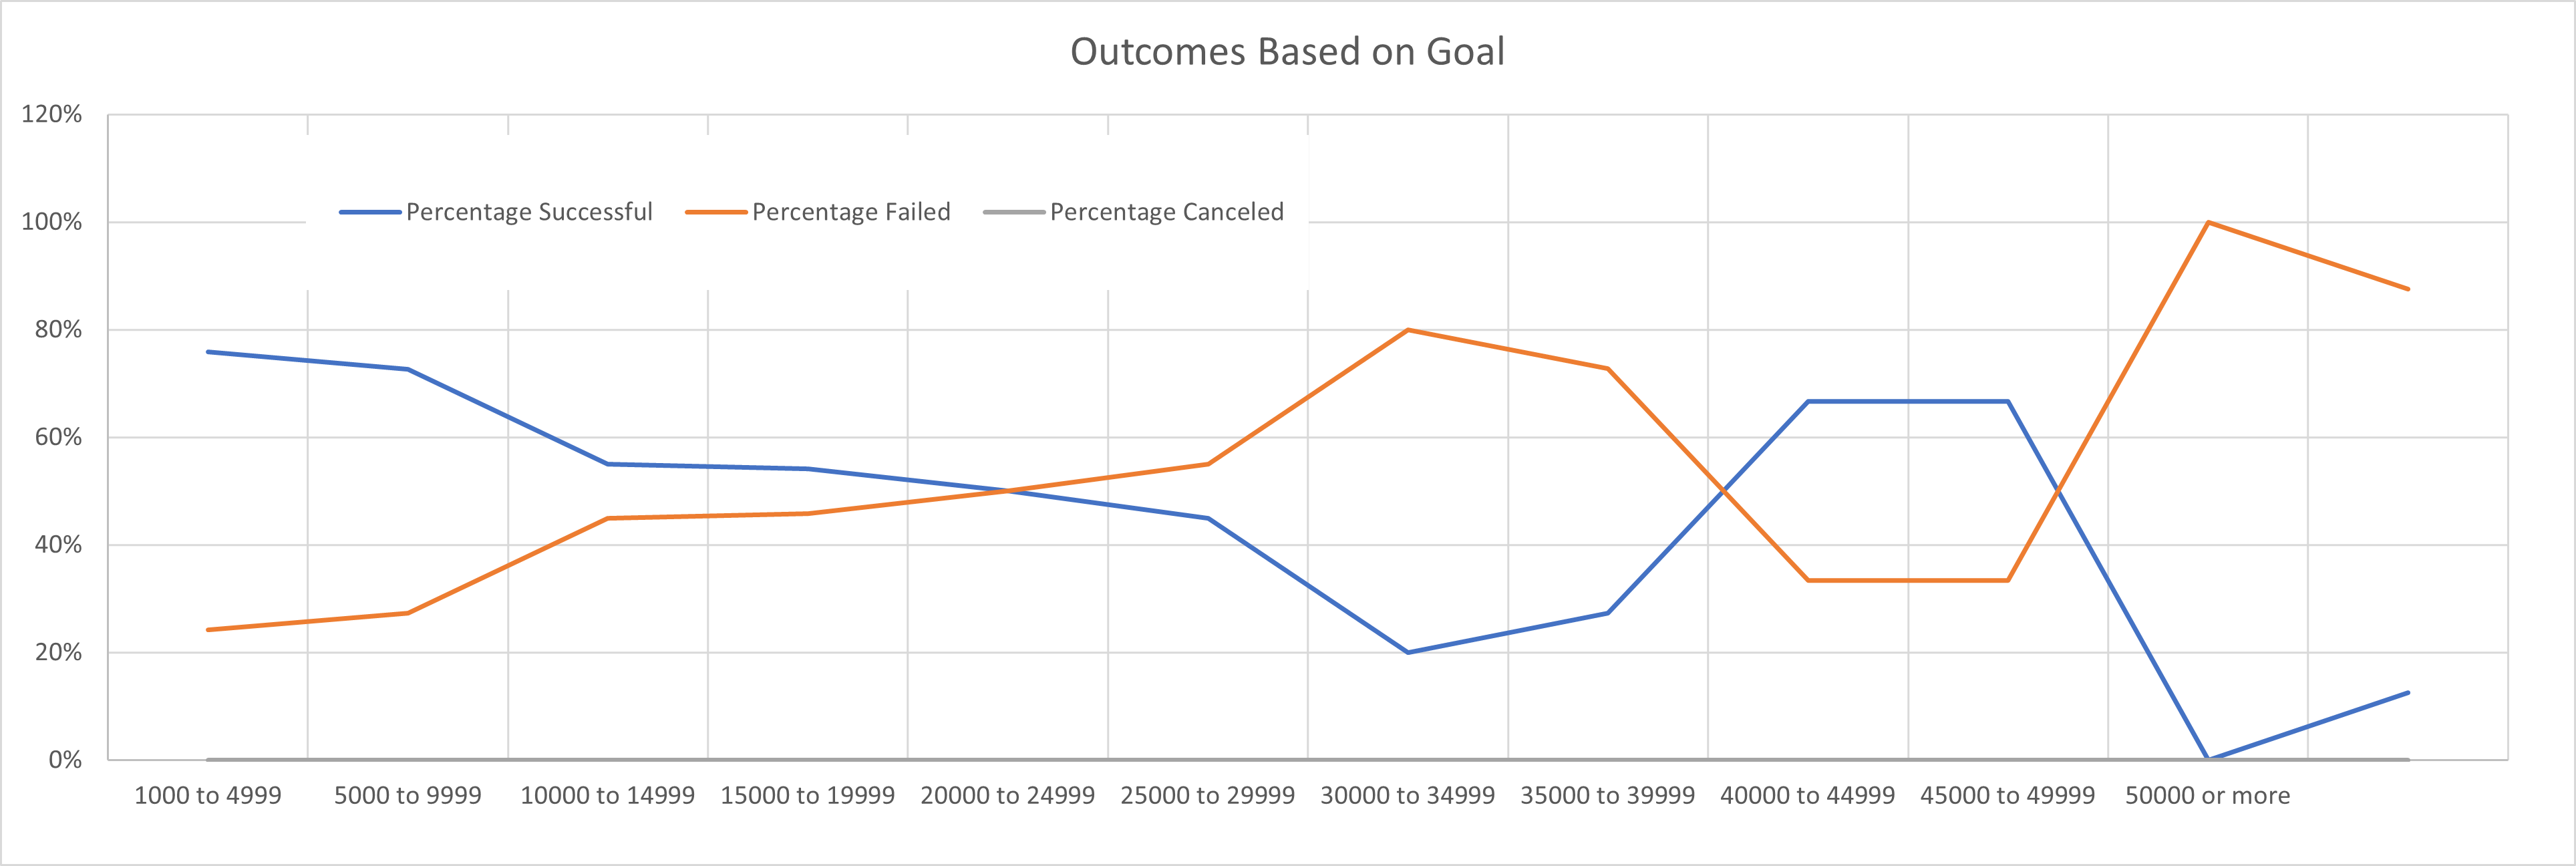 Outcomes Based on Goal
120%
Percentage Successful Percentage Failed Percentage Canceled
100%
80%
60%
40%
20%
0%
1000 to 4999 5000 to 9999 10000 to 14999 15000 to 19999 20000 to 24999 25000 to 29999 30000 to 34999 35000 to 39999 40000 to 44999 45000 to 49999 50000 or more